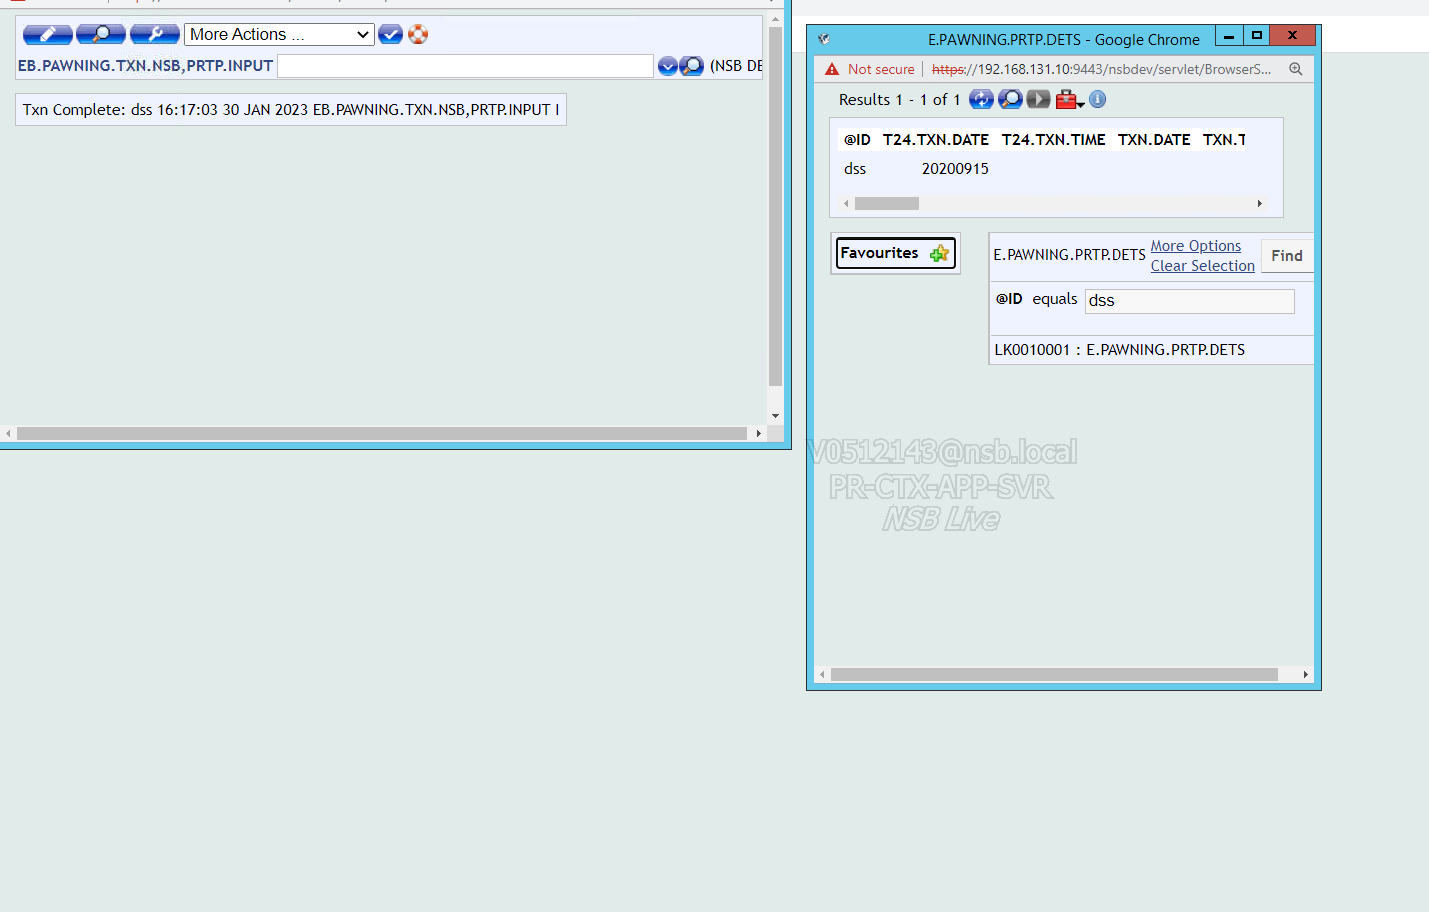 More Actions ...
EB.PAWNING.TXN.NSB,PRTP.INPUT (NSB DE
Txn Complete: dss 16:17:03 30 JAN 2023 EB.PAWNING.TXN.NSB,PRTP.INPUT I
E.PAWNING.PRTP.DETS - Google Chrome
Not secure https://192.168.131.10:9443/nsbdev/servlet/BrowserS...
Results 1 - 1 of 1
@ID T24.TXN.DATE T24.TXN.TIME TXN.DATE TXN.T
dss 20200915
Favourites
E.PAWNING.PRTP.DETS More Options Find
Clear Selection
@ID equals dss
LK0010001 : E.PAWNING.PRTP.DETS
V0512143@nsb.local
PR-CTX-APP-SVR
NSB Live